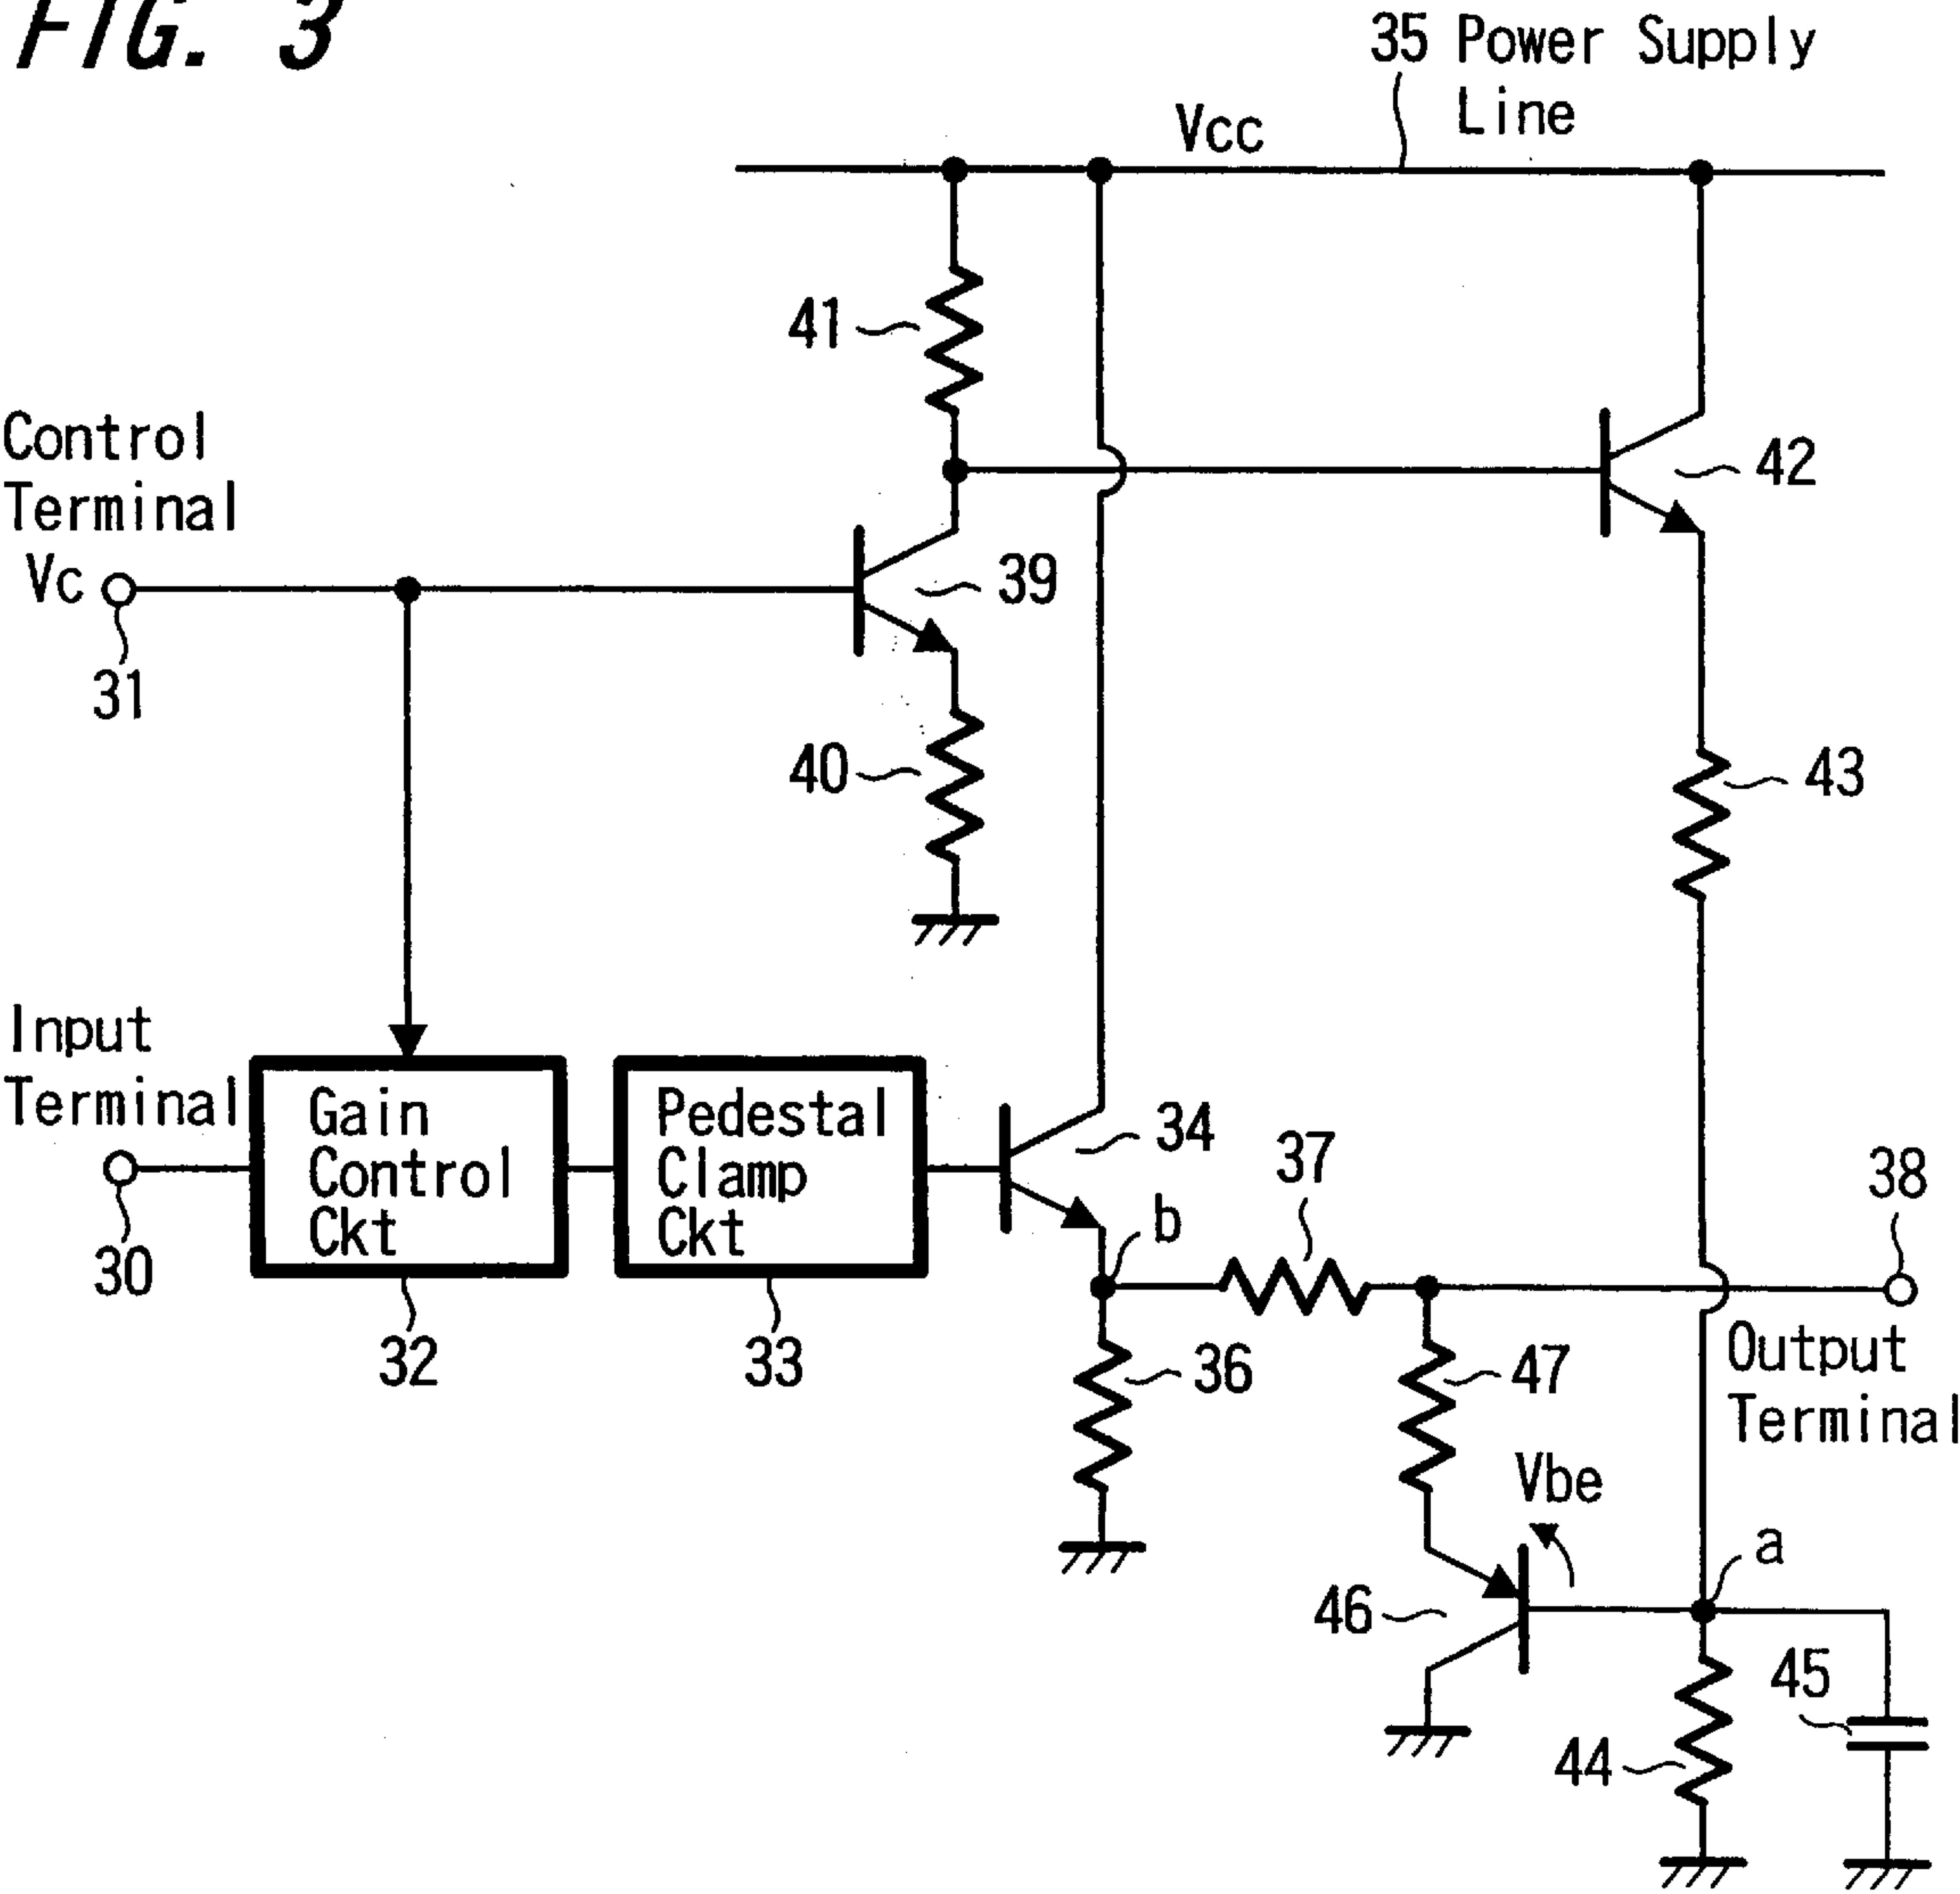 FIG. 3
35 Power Supply
Line
Vcc
41
Control
Terminal
Vc
31
39
42
40
43
Input
Terminal
30
Gain
Control
Ckt
32
Pedestal
Clamp
Ckt
33
34
b
37
38
36
47
Output
Terminal
Vbe
a
46
45
44